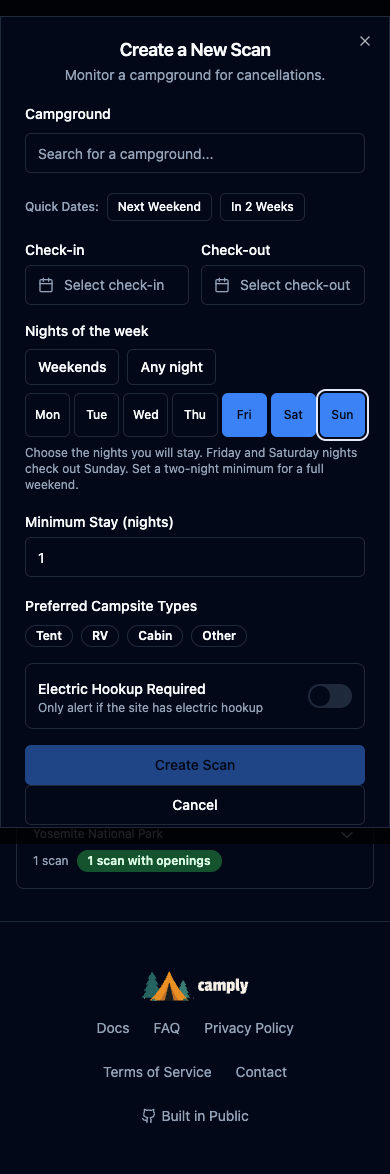 Create a New Scan
Monitor a campground for cancellations.
Campground
Search for a campground...
Quick Dates: Next Weekend In 2 Weeks
Check-in Check-out
Select check-in Select check-out
Nights of the week
Weekends Any night
Mon Tue Wed Thu Fri Sat Sun
Choose the nights you will stay. Friday and Saturday nights
check out Sunday. Set a two-night minimum for a full
weekend.
Minimum Stay (nights)
1
Preferred Campsite Types
Tent RV Cabin Other
Electric Hookup Required
Only alert if the site has electric hookup
Create Scan
Cancel
Yosemite National Park
1 scan 1 scan with openings
camply
Docs FAQ Privacy Policy
Terms of Service Contact
Built in Public